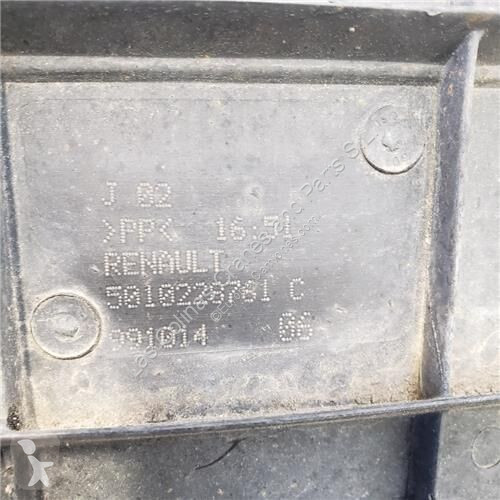 J 02
>PP< 16:51
RENAULT
5010228781 C
991014 06